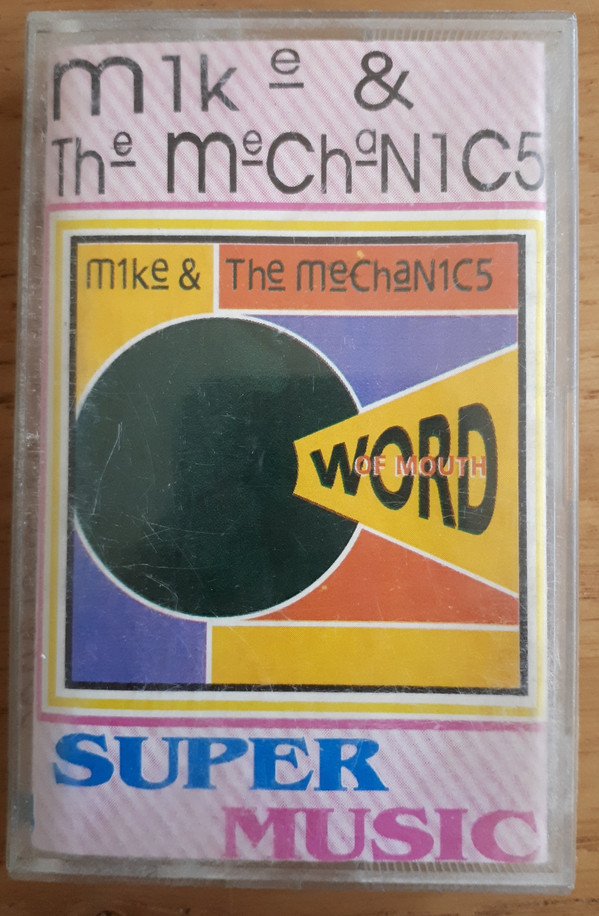 m1ke &
The meChaN1C5
m1ke & The meChaN1C5
WORD
OF MOUTH
SUPER
MUSIC